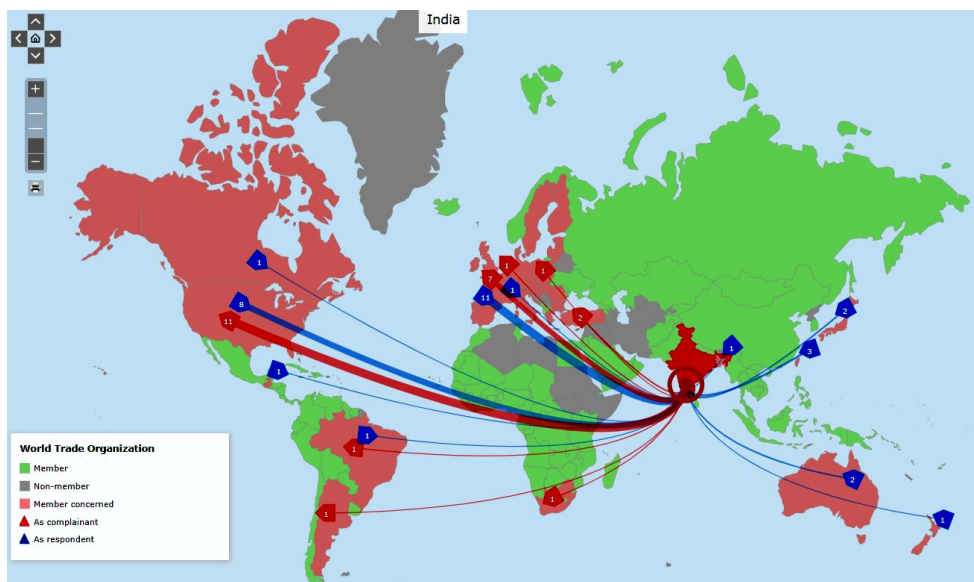 India
1
8
11
1
1
1
1
7
1
1
11
1
2
1
2
3
1
2
1
World Trade Organization
Member
Non-member
Member concerned
As complainant
As respondent